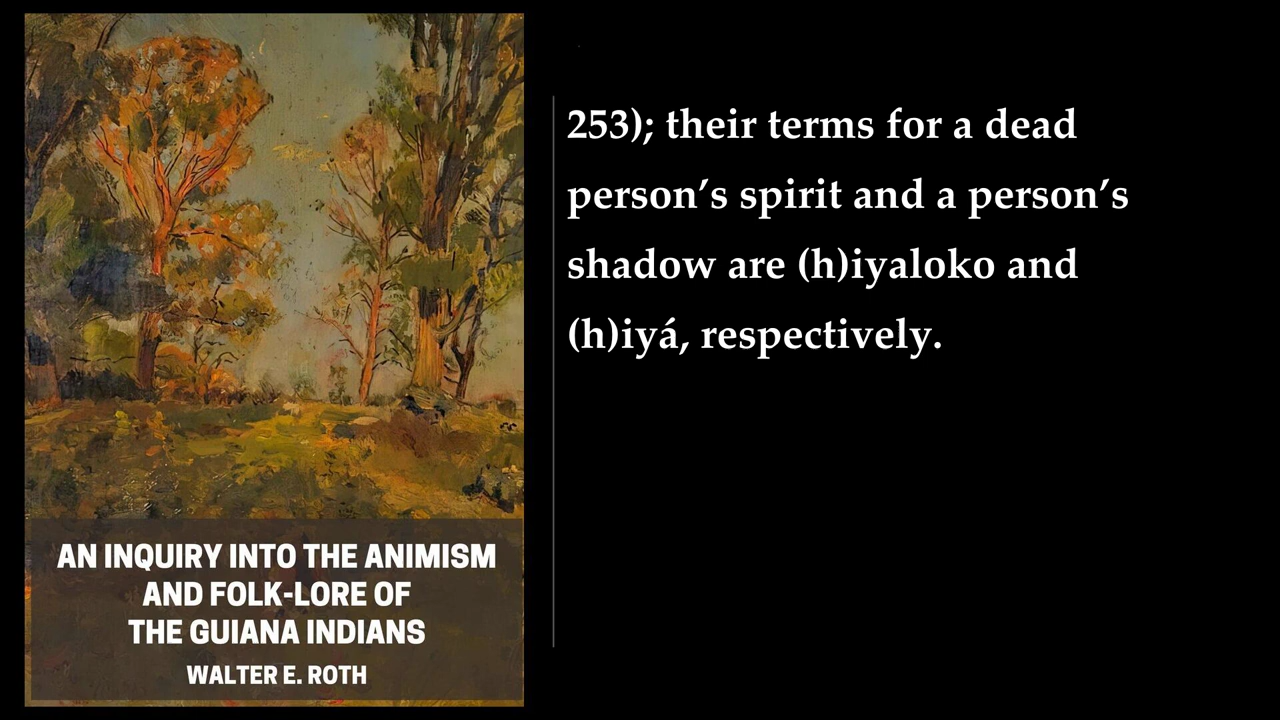 253); their terms for a dead
person’s spirit and a person’s
shadow are (h)iyaloko and
(h)iyá, respectively.
AN INQUIRY INTO THE ANIMISM
AND FOLK-LORE OF
THE GUIANA INDIANS
WALTER E. ROTH